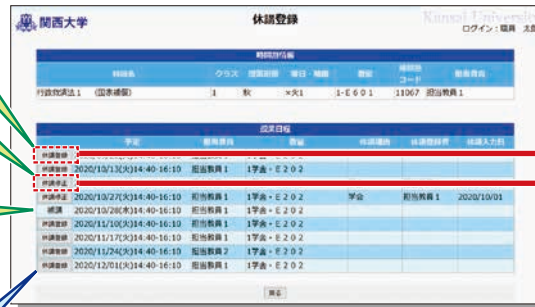 関西大学
休講登録
Kansai University
ログイン：職員 太郎
時間割情報
科目名 クラス 授業期間 曜日・時限 教室 時間割コード 担当教員
行政救済法1 （国家補償） 1 秋 ×火1 1-E601 11067 担当教員1
授業日程
予定 担当教員 教室 休講理由 休講登録者 休講入力日
休講登録
休講登録 2020/10/13(火)14:40-16:10 担当教員1 1学舎・E202
休講修正
休講修正 2020/10/27(火)14:40-16:10 担当教員1 1学舎・E202 学会 担当教員1 2020/10/01
補講 2020/10/28(水)14:40-16:10 担当教員1 1学舎・E202
休講登録 2020/11/10(火)14:40-16:10 担当教員1 1学舎・E202
休講登録 2020/11/17(火)14:40-16:10 担当教員1 1学舎・E202
休講登録 2020/11/24(火)14:40-16:10 担当教員2 1学舎・E202
休講登録 2020/12/01(火)14:40-16:10 担当教員1 1学舎・E202
戻る